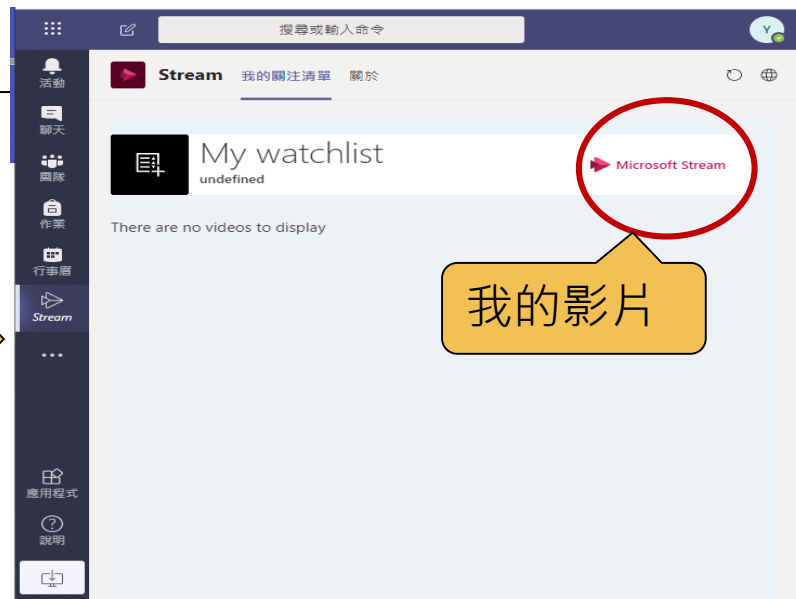 搜尋或輸入命令
Y
活動
聊天
團隊
作業
行事曆
Stream
應用程式
說明
Stream 我的關注清單 關於
My watchlist
undefined
Microsoft Stream
There are no videos to display
我的影片